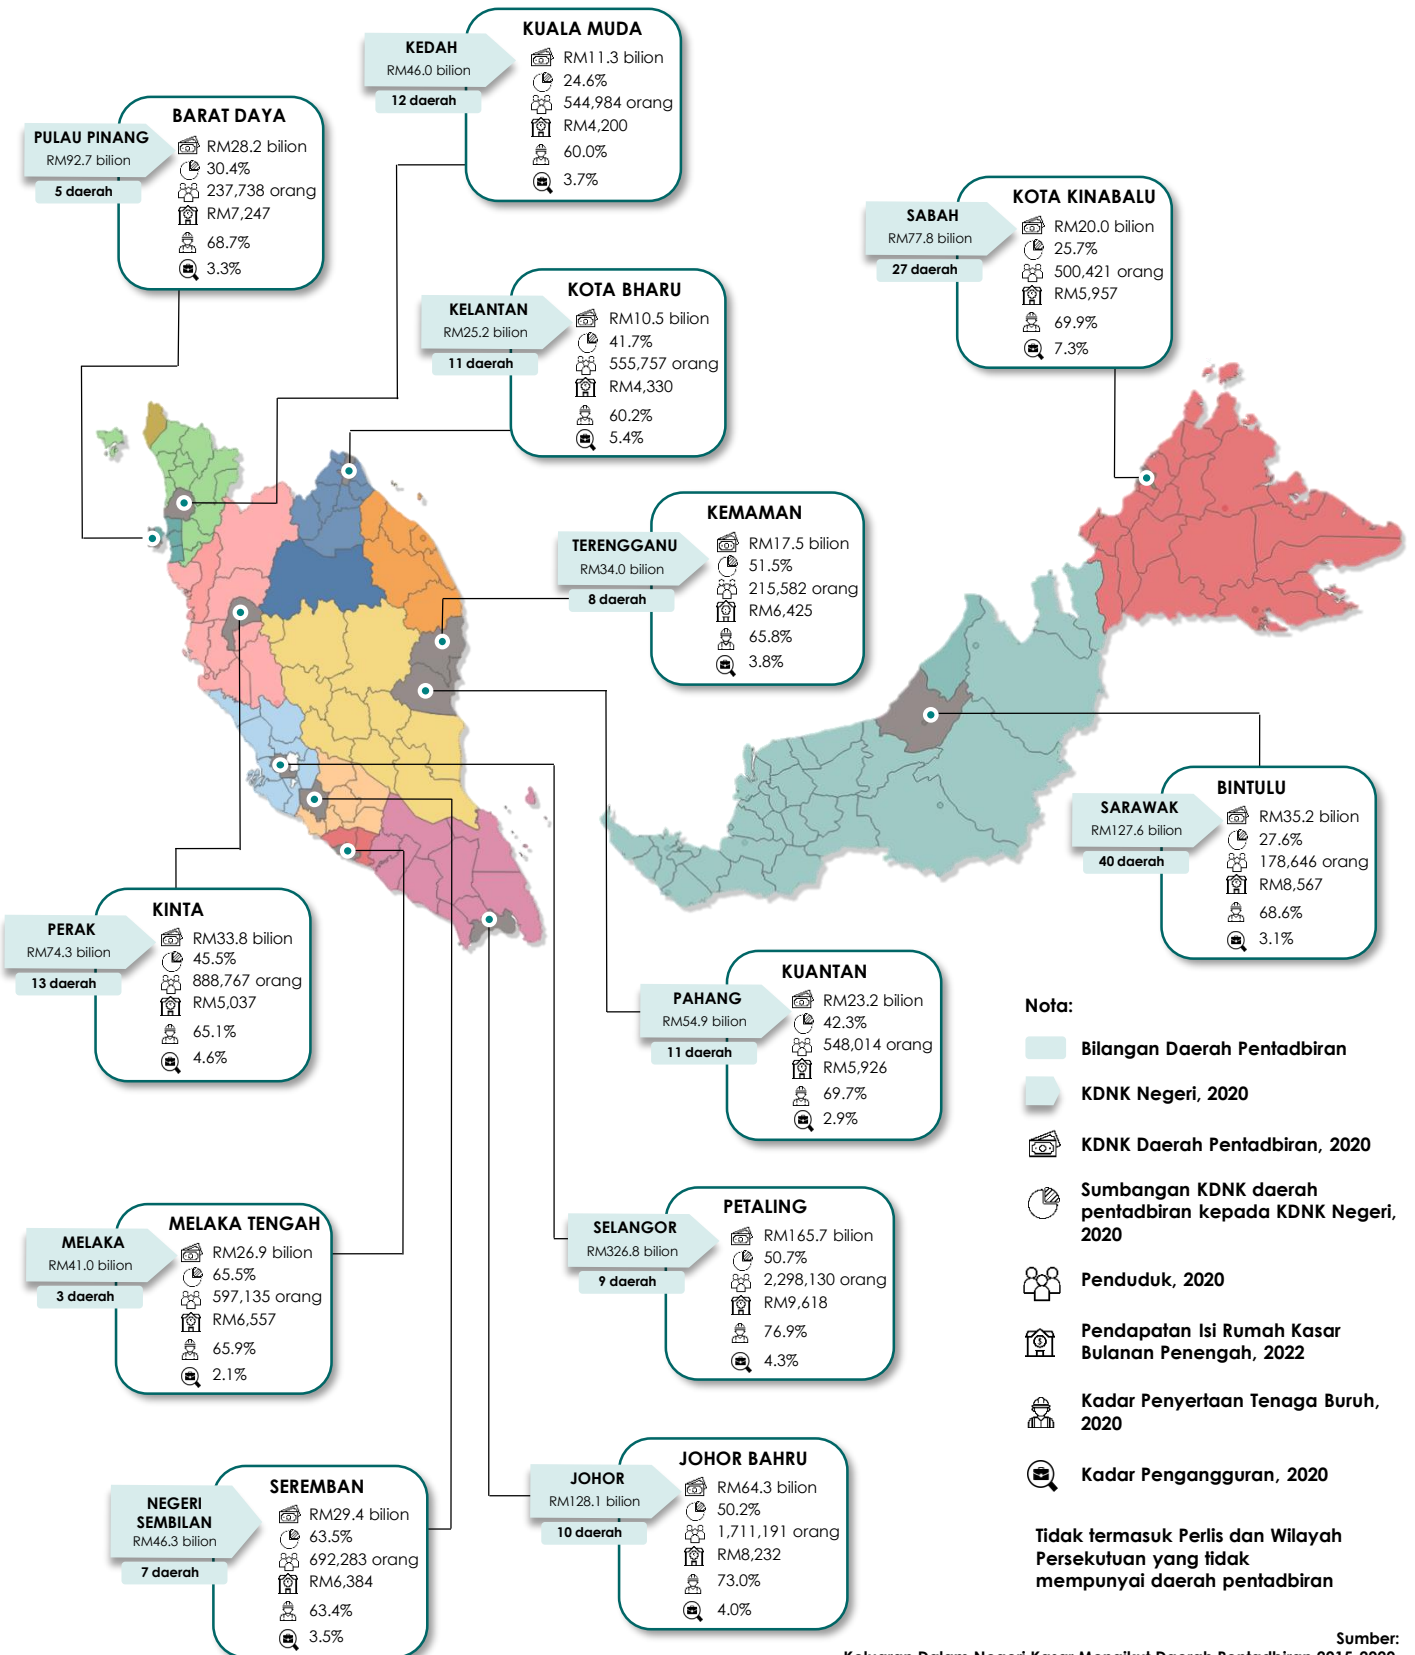 KEDAH
RM46.0 bilion
12 daerah
KUALA MUDA
RM11.3 bilion
24.6%
544,984 orang
RM4,200
60.0%
3.7%
PULAU PINANG
RM92.7 bilion
5 daerah
BARAT DAYA
RM28.2 bilion
30.4%
237,738 orang
RM7,247
68.7%
3.3%
SABAH
RM77.8 bilion
27 daerah
KOTA KINABALU
RM20.0 bilion
25.7%
500,421 orang
RM5,957
69.9%
7.3%
KELANTAN
RM25.2 bilion
11 daerah
KOTA BHARU
RM10.5 bilion
41.7%
555,757 orang
RM4,330
60.2%
5.4%
TERENGGANU
RM34.0 bilion
8 daerah
KEMAMAN
RM17.5 bilion
51.5%
215,582 orang
RM6,425
65.8%
3.8%
SARAWAK
RM127.6 bilion
40 daerah
BINTULU
RM35.2 bilion
27.6%
178,646 orang
RM8,567
68.6%
3.1%
PERAK
RM74.3 bilion
13 daerah
KINTA
RM33.8 bilion
45.5%
888,767 orang
RM5,037
65.1%
4.6%
PAHANG
RM54.9 bilion
11 daerah
KUANTAN
RM23.2 bilion
42.3%
548,014 orang
RM5,926
69.7%
2.9%
MELAKA
RM41.0 bilion
3 daerah
MELAKA TENGAH
RM26.9 bilion
65.5%
597,135 orang
RM6,557
65.9%
2.1%
SELANGOR
RM326.8 bilion
9 daerah
PETALING
RM165.7 bilion
50.7%
2,298,130 orang
RM9,618
76.9%
4.3%
NEGERI
SEMBILAN
RM46.3 bilion
7 daerah
SEREMBAN
RM29.4 bilion
63.5%
692,283 orang
RM6,384
63.4%
3.5%
JOHOR
RM128.1 bilion
10 daerah
JOHOR BAHRU
RM64.3 bilion
50.2%
1,711,191 orang
RM8,232
73.0%
4.0%
Nota:
Bilangan Daerah Pentadbiran
KDNK Negeri, 2020
KDNK Daerah Pentadbiran, 2020
Sumbangan KDNK daerah
pentadbiran kepada KDNK Negeri,
2020
Penduduk, 2020
Pendapatan Isi Rumah Kasar
Bulanan Penengah, 2022
Kadar Penyertaan Tenaga Buruh,
2020
Kadar Pengangguran, 2020
Tidak termasuk Perlis dan Wilayah
Persekutuan yang tidak
mempunyai daerah pentadbiran
Sumber:
Keluaran Dalam Negeri Kasar Mengikut Daerah Pentadbiran 2015-2020